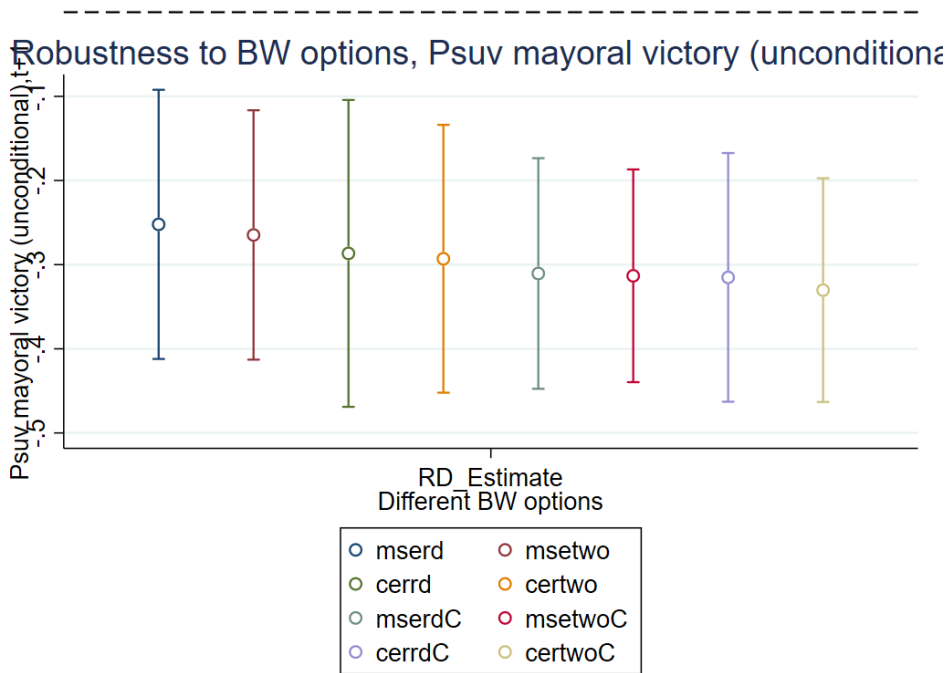 Robustness to BW options, Psuv mayoral victory (unconditional
Psuv mayoral victory (unconditional),t+1
-.1
-.2
-.3
-.4
-.5
RD_Estimate
Different BW options
mserd
msetwo
cerrd
certwo
mserdC
msetwoC
cerrdC
certwoC